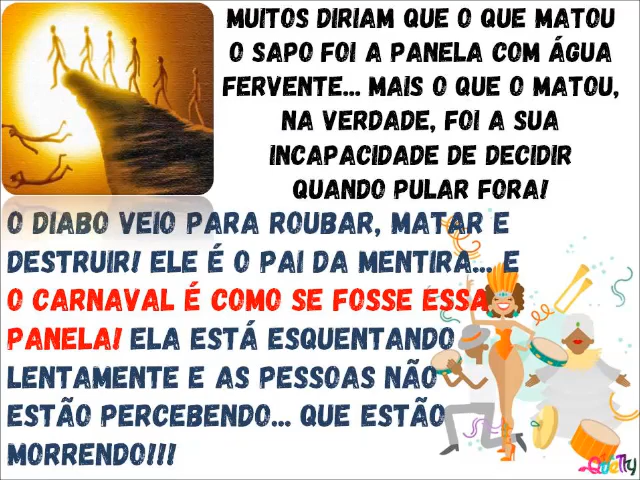 MUITOS DIRIAM QUE O QUE MATOU
O SAPO FOI A PANELA COM ÁGUA
FERVENTE... MAIS O QUE O MATOU,
NA VERDADE, FOI A SUA
INCAPACIDADE DE DECIDIR
QUANDO PULAR FORA!
O DIABO VEIO PARA ROUBAR, MATAR E
DESTRUIR! ELE É O PAI DA MENTIRA... E
O CARNAVAL É COMO SE FOSSE ESSA
PANELA! ELA ESTÁ ESQUENTANDO
LENTAMENTE E AS PESSOAS NÃO
ESTÃO PERCEBENDO... QUE ESTÃO
MORRENDO!!!